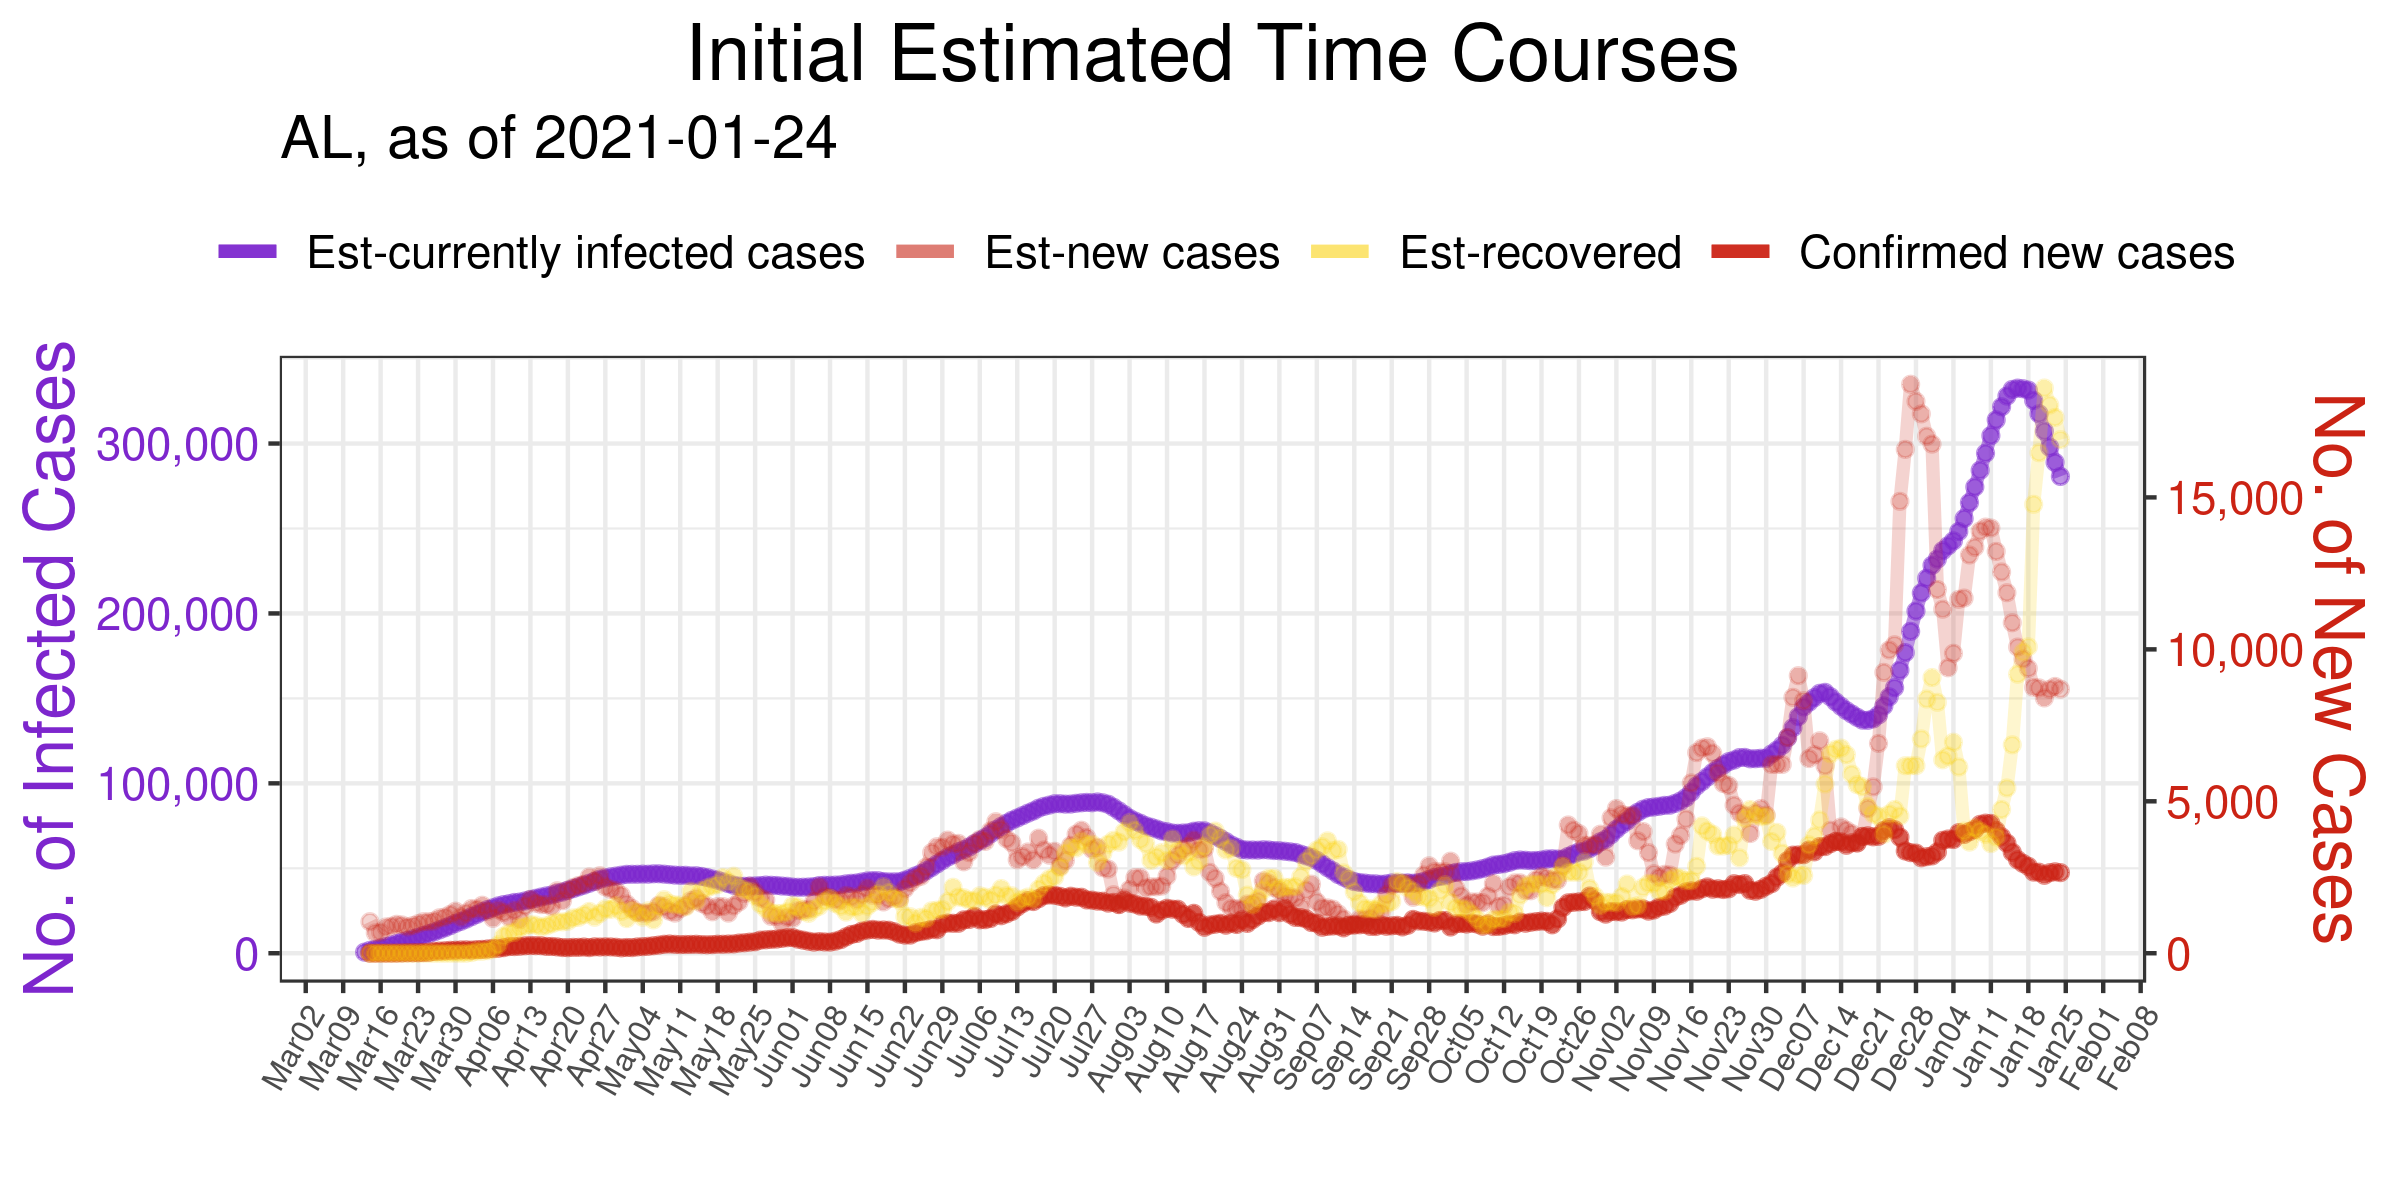 Initial Estimated Time Courses
AL, as of 2021-01-24
Est-currently infected cases Est-new cases Est-recovered Confirmed new cases
No. of Infected Cases
300,000
200,000
100,000
0
15,000
10,000
5,000
0
No. of New Cases
Mar02 Mar09 Mar16 Mar23 Mar30 Apr06 Apr13 Apr20 Apr27 May04 May11 May18 May25 Jun01 Jun08 Jun15 Jun22 Jun29 Jul06 Jul13 Jul20 Jul27 Aug03 Aug10 Aug17 Aug24 Aug31 Sep07 Sep14 Sep21 Sep28 Oct05 Oct12 Oct19 Oct26 Nov02 Nov09 Nov16 Nov23 Nov30 Dec07 Dec14 Dec21 Dec28 Jan04 Jan11 Jan18 Jan25 Feb01 Feb08